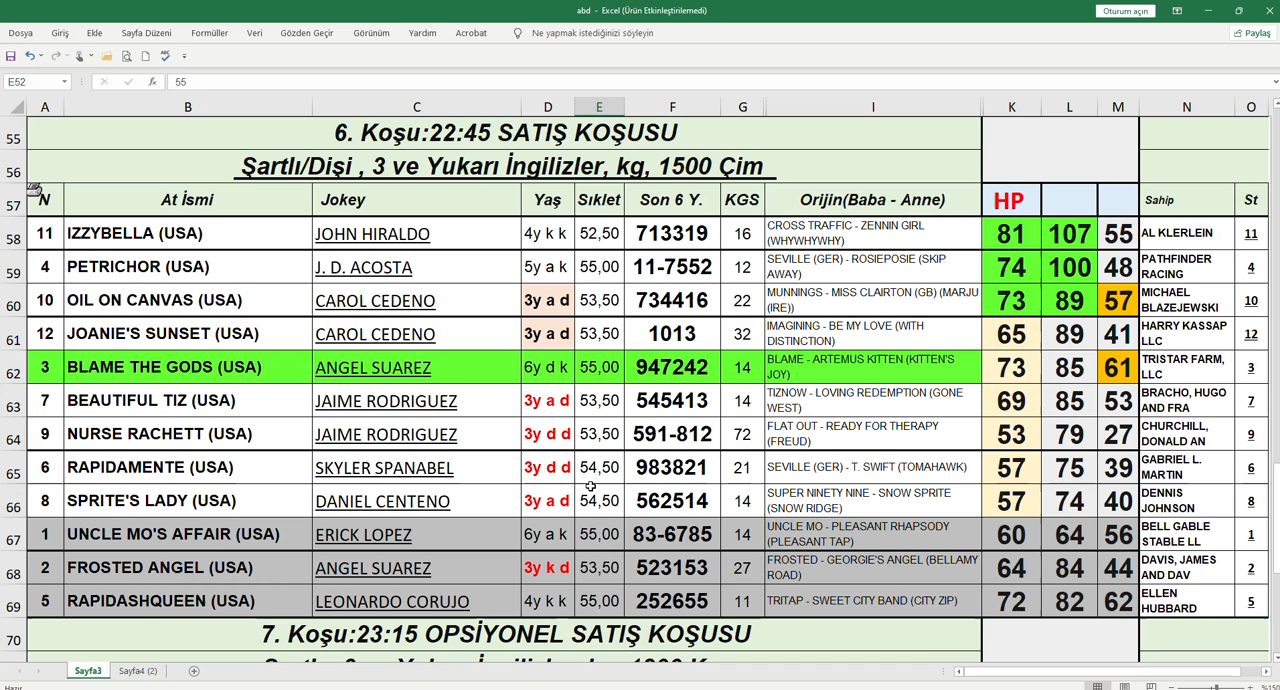 abd - Excel (Ürün Etkinleştirilemedi)
Oturum açın
Dosya Giriş Ekle Sayfa Düzeni Formüller Veri Gözden Geçir Görünüm Yardım Acrobat Ne yapmak istediğinizi söyleyin
Paylaş
E52 fx 55
A B C D E F G I K L M N O
55 6. Koşu:22:45 SATIŞ KOŞUSU
56 Şartlı/Dişi , 3 ve Yukarı İngilizler, kg, 1500 Çim
57 N At İsmi Jokey Yaş Sıklet Son 6 Y. KGS Orijin(Baba - Anne) HP Sahip St
58 11 IZZYBELLA (USA) JOHN HIRALDO 4y k k 52,50 713319 16 CROSS TRAFFIC - ZENNIN GIRL (WHYWHYWHY) 81 107 55 AL KLERLEIN 11
59 4 PETRICHOR (USA) J. D. ACOSTA 5y a k 55,00 11-7552 12 SEVILLE (GER) - ROSIEPOSIE (SKIP AWAY) 74 100 48 PATHFINDER RACING 4
60 10 OIL ON CANVAS (USA) CAROL CEDENO 3y a d 53,50 734416 22 MUNNINGS - MISS CLAIRTON (GB) (MARJU (IRE)) 73 89 57 MICHAEL BLAZEJEWSKI 10
61 12 JOANIE'S SUNSET (USA) CAROL CEDENO 3y a d 53,50 1013 32 IMAGINING - BE MY LOVE (WITH DISTINCTION) 65 89 41 HARRY KASSAP LLC 12
62 3 BLAME THE GODS (USA) ANGEL SUAREZ 6y d k 55,00 947242 14 BLAME - ARTEMUS KITTEN (KITTEN'S JOY) 73 85 61 TRISTAR FARM, LLC 3
63 7 BEAUTIFUL TIZ (USA) JAIME RODRIGUEZ 3y a d 53,50 545413 14 TIZNOW - LOVING REDEMPTION (GONE WEST) 69 85 53 BRACHO, HUGO AND FRA 7
64 9 NURSE RACHETT (USA) JAIME RODRIGUEZ 3y d d 53,50 591-812 72 FLAT OUT - READY FOR THERAPY (FREUD) 53 79 27 CHURCHILL, DONALD AN 9
65 6 RAPIDAMENTE (USA) SKYLER SPANABEL 3y d d 54,50 983821 21 SEVILLE (GER) - T. SWIFT (TOMAHAWK) 57 75 39 GABRIEL L. MARTIN 6
66 8 SPRITE'S LADY (USA) DANIEL CENTENO 3y a d 54,50 562514 14 SUPER NINETY NINE - SNOW SPRITE (SNOW RIDGE) 57 74 40 DENNIS JOHNSON 8
67 1 UNCLE MO'S AFFAIR (USA) ERICK LOPEZ 6y a k 55,00 83-6785 14 UNCLE MO - PLEASANT RHAPSODY (PLEASANT TAP) 60 64 56 BELL GABLE STABLE LL 1
68 2 FROSTED ANGEL (USA) ANGEL SUAREZ 3y k d 53,50 523153 27 FROSTED - GEORGIE'S ANGEL (BELLAMY ROAD) 64 84 44 DAVIS, JAMES AND DAV 2
69 5 RAPIDASHQUEEN (USA) LEONARDO CORUJO 4y k k 55,00 252655 11 TRITAP - SWEET CITY BAND (CITY ZIP) 72 82 62 ELLEN HUBBARD 5
70 7. Koşu:23:15 OPSİYONEL SATIŞ KOŞUSU
Sayfa3 Sayfa4 (2)
Hazır %150